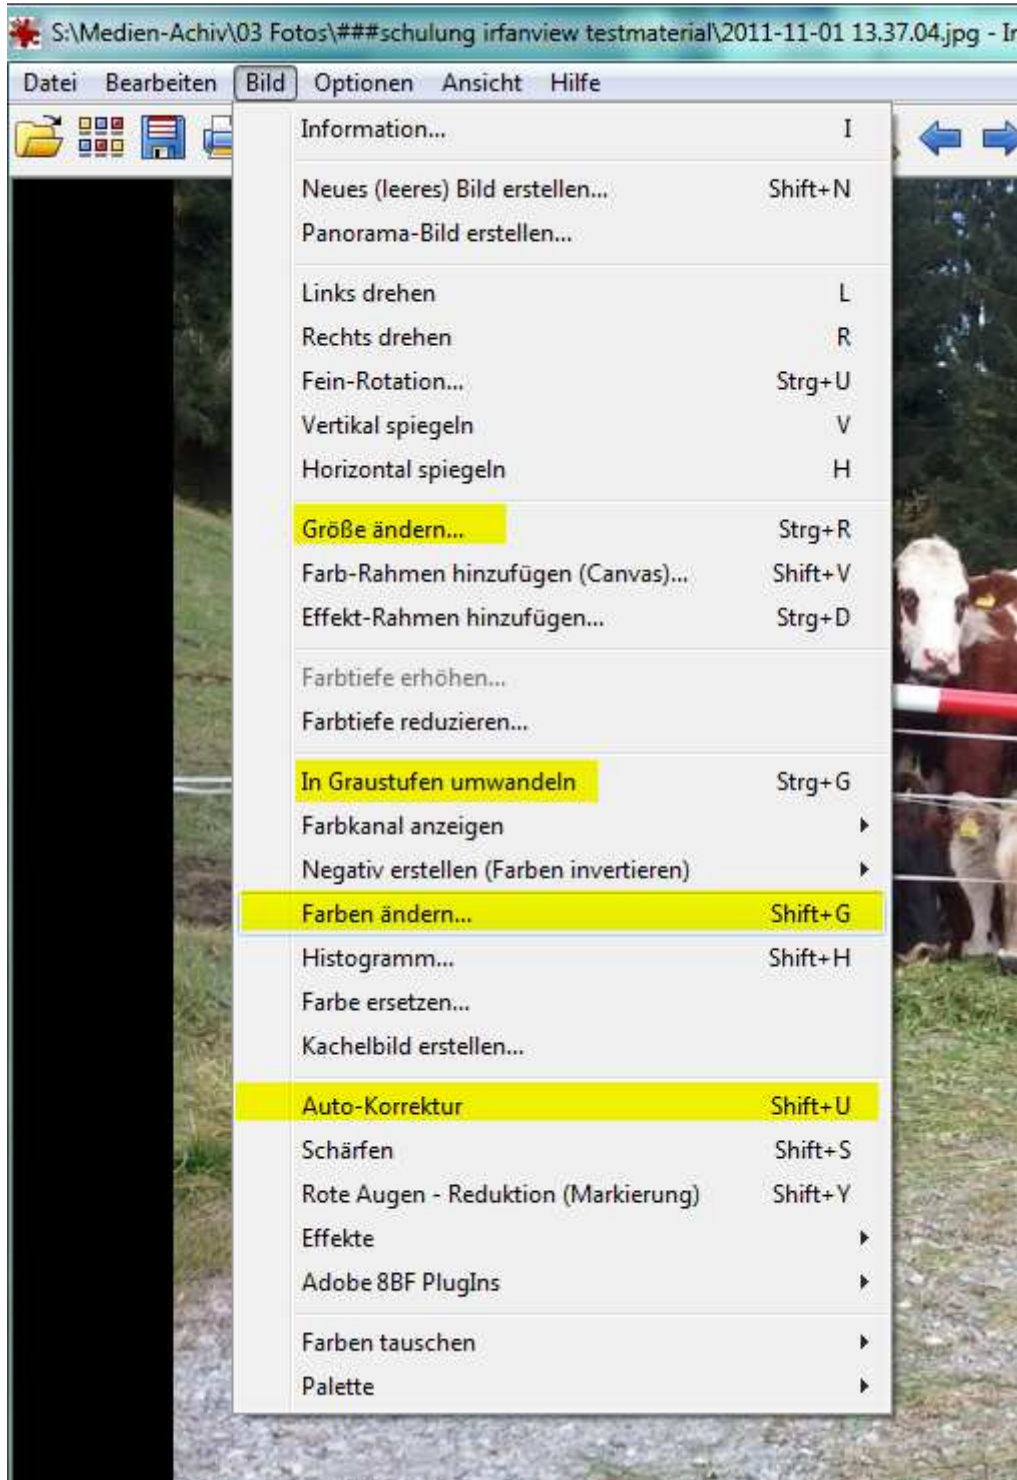 S:\Medien-Achiv\03 Fotos\###schulung irfanview testmaterial\2011-11-01 13.37.04.jpg - Ir
Datei Bearbeiten Bild Optionen Ansicht Hilfe
Information... I
Neues (leeres) Bild erstellen... Shift+N
Panorama-Bild erstellen...
Links drehen L
Rechts drehen R
Fein-Rotation... Strg+U
Vertikal spiegeln V
Horizontal spiegeln H
Größe ändern... Strg+R
Farb-Rahmen hinzufügen (Canvas)... Shift+V
Effekt-Rahmen hinzufügen... Strg+D
Farbtiefe erhöhen...
Farbtiefe reduzieren...
In Graustufen umwandeln Strg+G
Farbkanal anzeigen
Negativ erstellen (Farben invertieren)
Farben ändern... Shift+G
Histogramm... Shift+H
Farbe ersetzen...
Kachelbild erstellen...
Auto-Korrektur Shift+U
Schärfen Shift+S
Rote Augen - Reduktion (Markierung) Shift+Y
Effekte
Adobe 8BF PlugIns
Farben tauschen
Palette